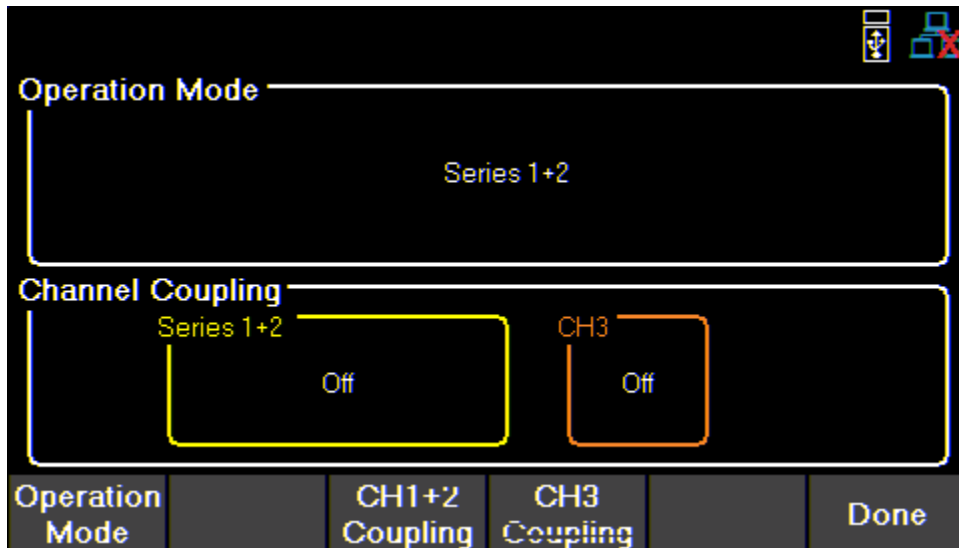 Operation Mode
Series 1+2
Channel Coupling
Series 1+2
CH3
Off
Off
Operation
Mode
CH1+2
Coupling
CH3
Coupling
Done